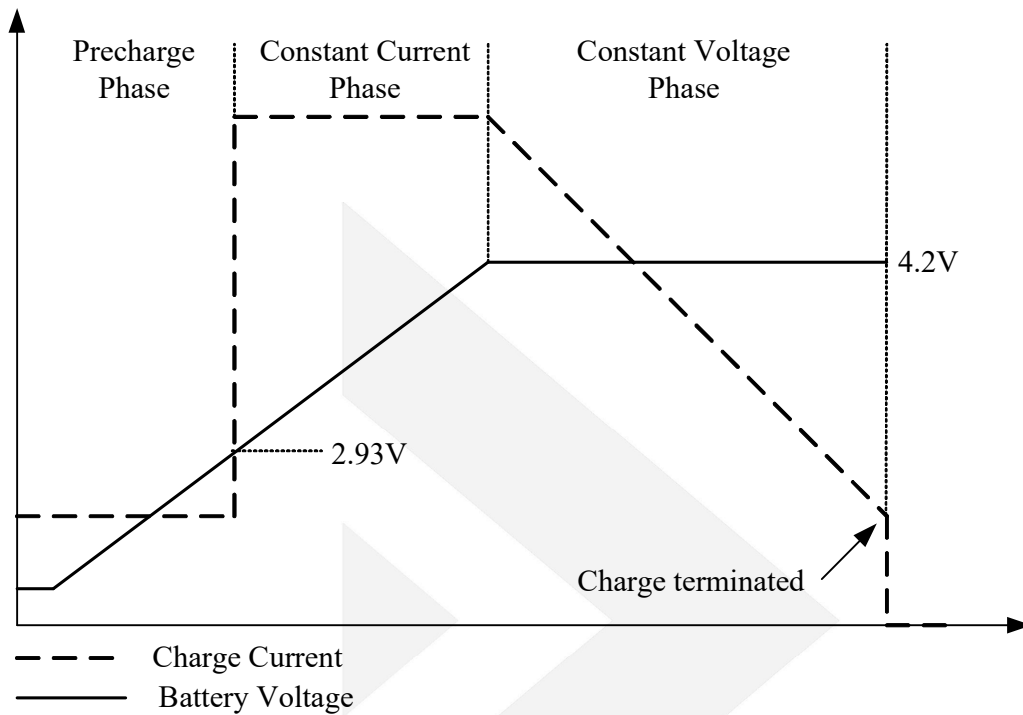 Precharge
Phase
Constant Current
Phase
Constant Voltage
Phase
4.2V
2.93V
Charge terminated
Charge Current
Battery Voltage